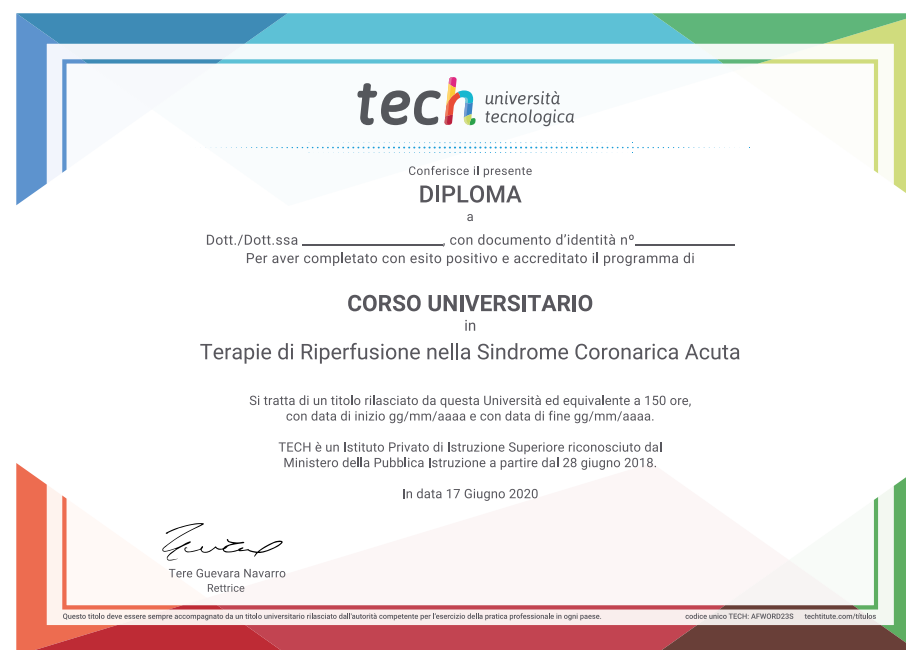 tech università
tecnologica
Conferisce il presente
DIPLOMA
a
Dott./Dott.ssa ____________________, con documento d'identità nº______________
Per aver completato con esito positivo e accreditato il programma di
CORSO UNIVERSITARIO
in
Terapie di Riperfusione nella Sindrome Coronarica Acuta
Si tratta di un titolo rilasciato da questa Università ed equivalente a 150 ore,
con data di inizio gg/mm/aaaa e con data di fine gg/mm/aaaa.
TECH è un Istituto Privato di Istruzione Superiore riconosciuto dal
Ministero della Pubblica Istruzione a partire dal 28 giugno 2018.
In data 17 Giugno 2020
Tere Guevara Navarro
Rettrice
Questo titolo deve essere sempre accompagnato da un titolo universitario rilasciato dall'autorità competente per l'esercizio della pratica professionale in ogni paese. codice unico TECH: AFWORD23S techtitute.com/titulos